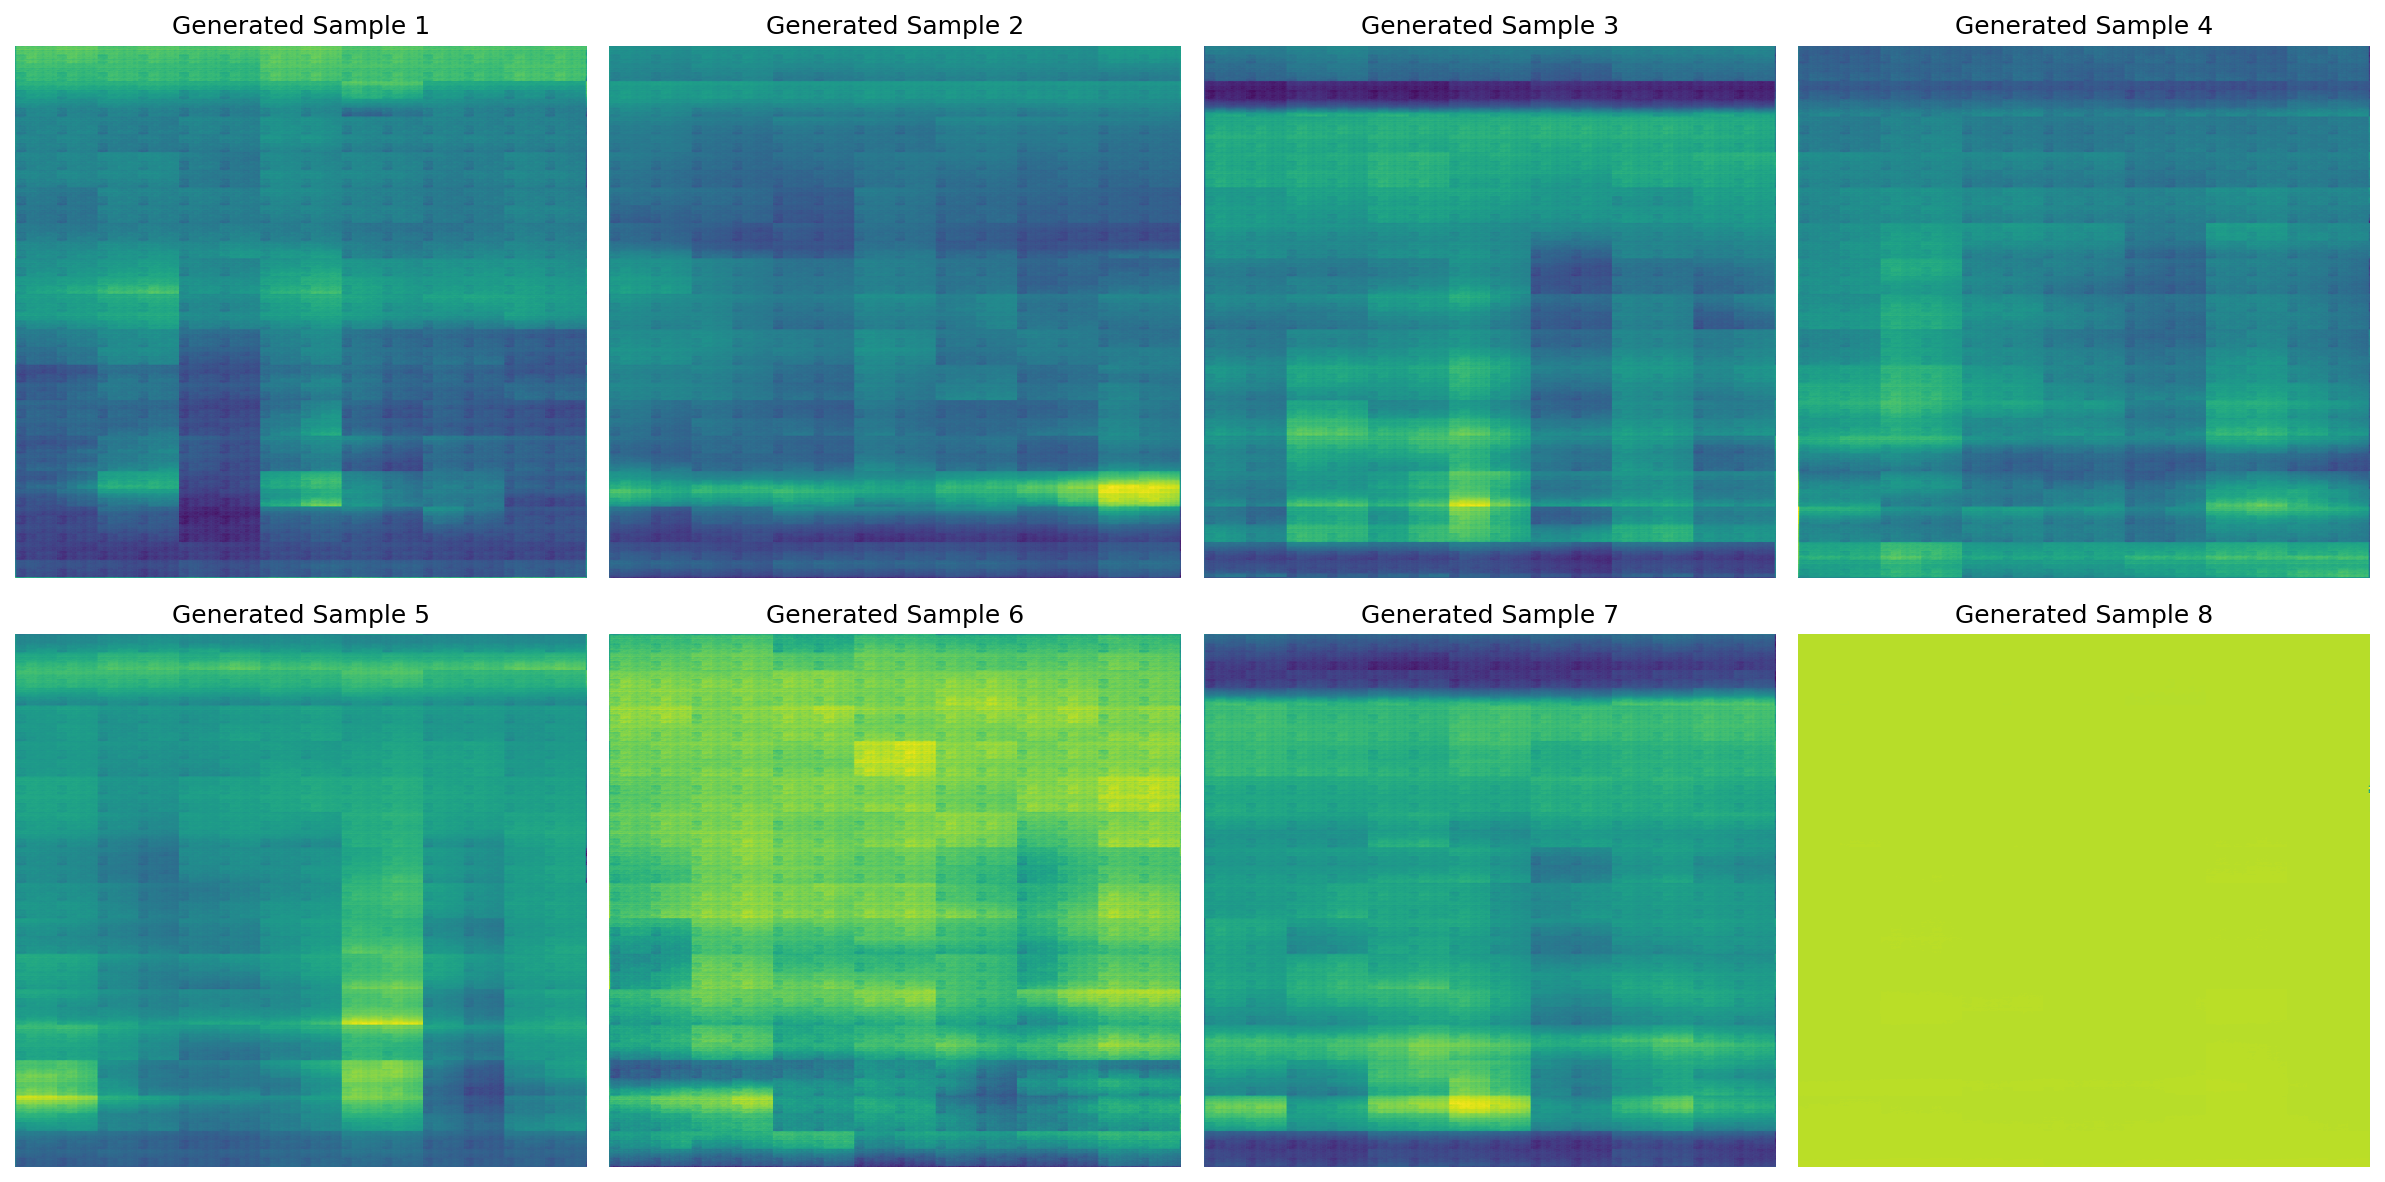 Generated Sample 1
Generated Sample 2
Generated Sample 3
Generated Sample 4
Generated Sample 5
Generated Sample 6
Generated Sample 7
Generated Sample 8